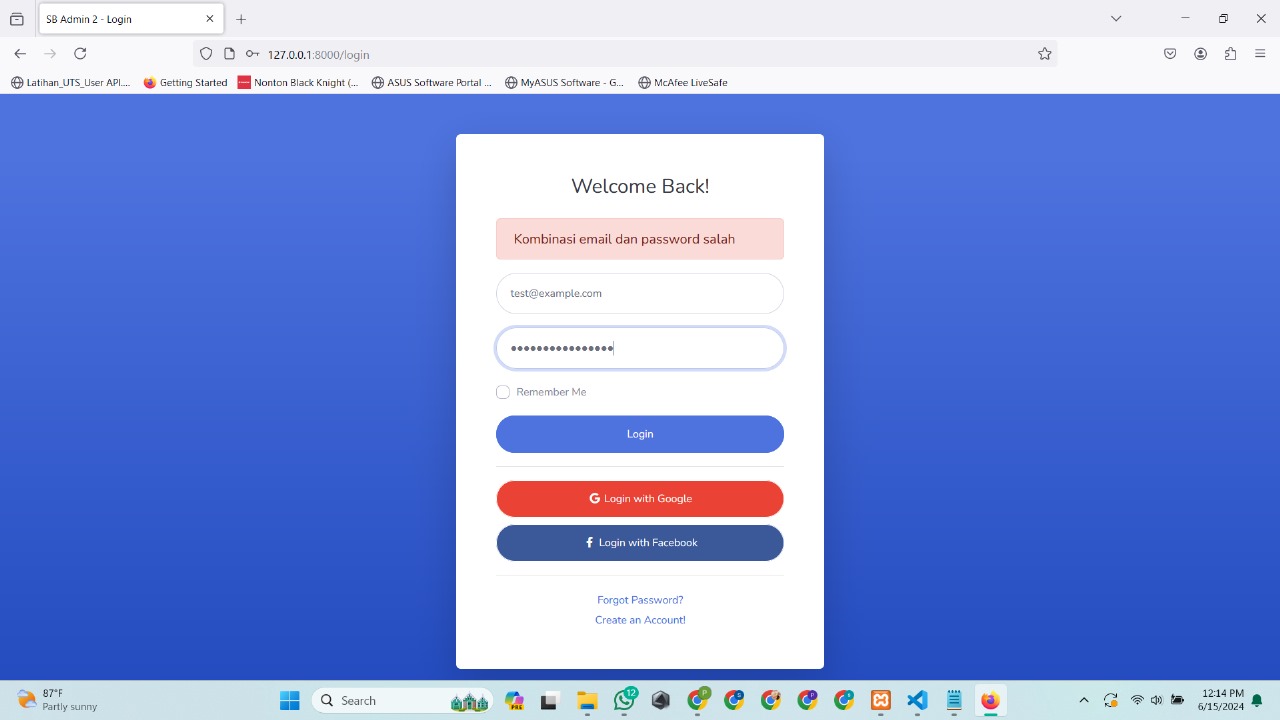 SB Admin 2 - Login
127.0.0.1:8000/login
Latihan_UTS_User API.... Getting Started Nonton Black Knight (... ASUS Software Portal ... MyASUS Software - G... McAfee LiveSafe
Welcome Back!
Kombinasi email dan password salah
test@example.com
Remember Me
Login
Login with Google
Login with Facebook
Forgot Password?
Create an Account!
87°F
Partly sunny
Search
12
12:14 PM
6/15/2024